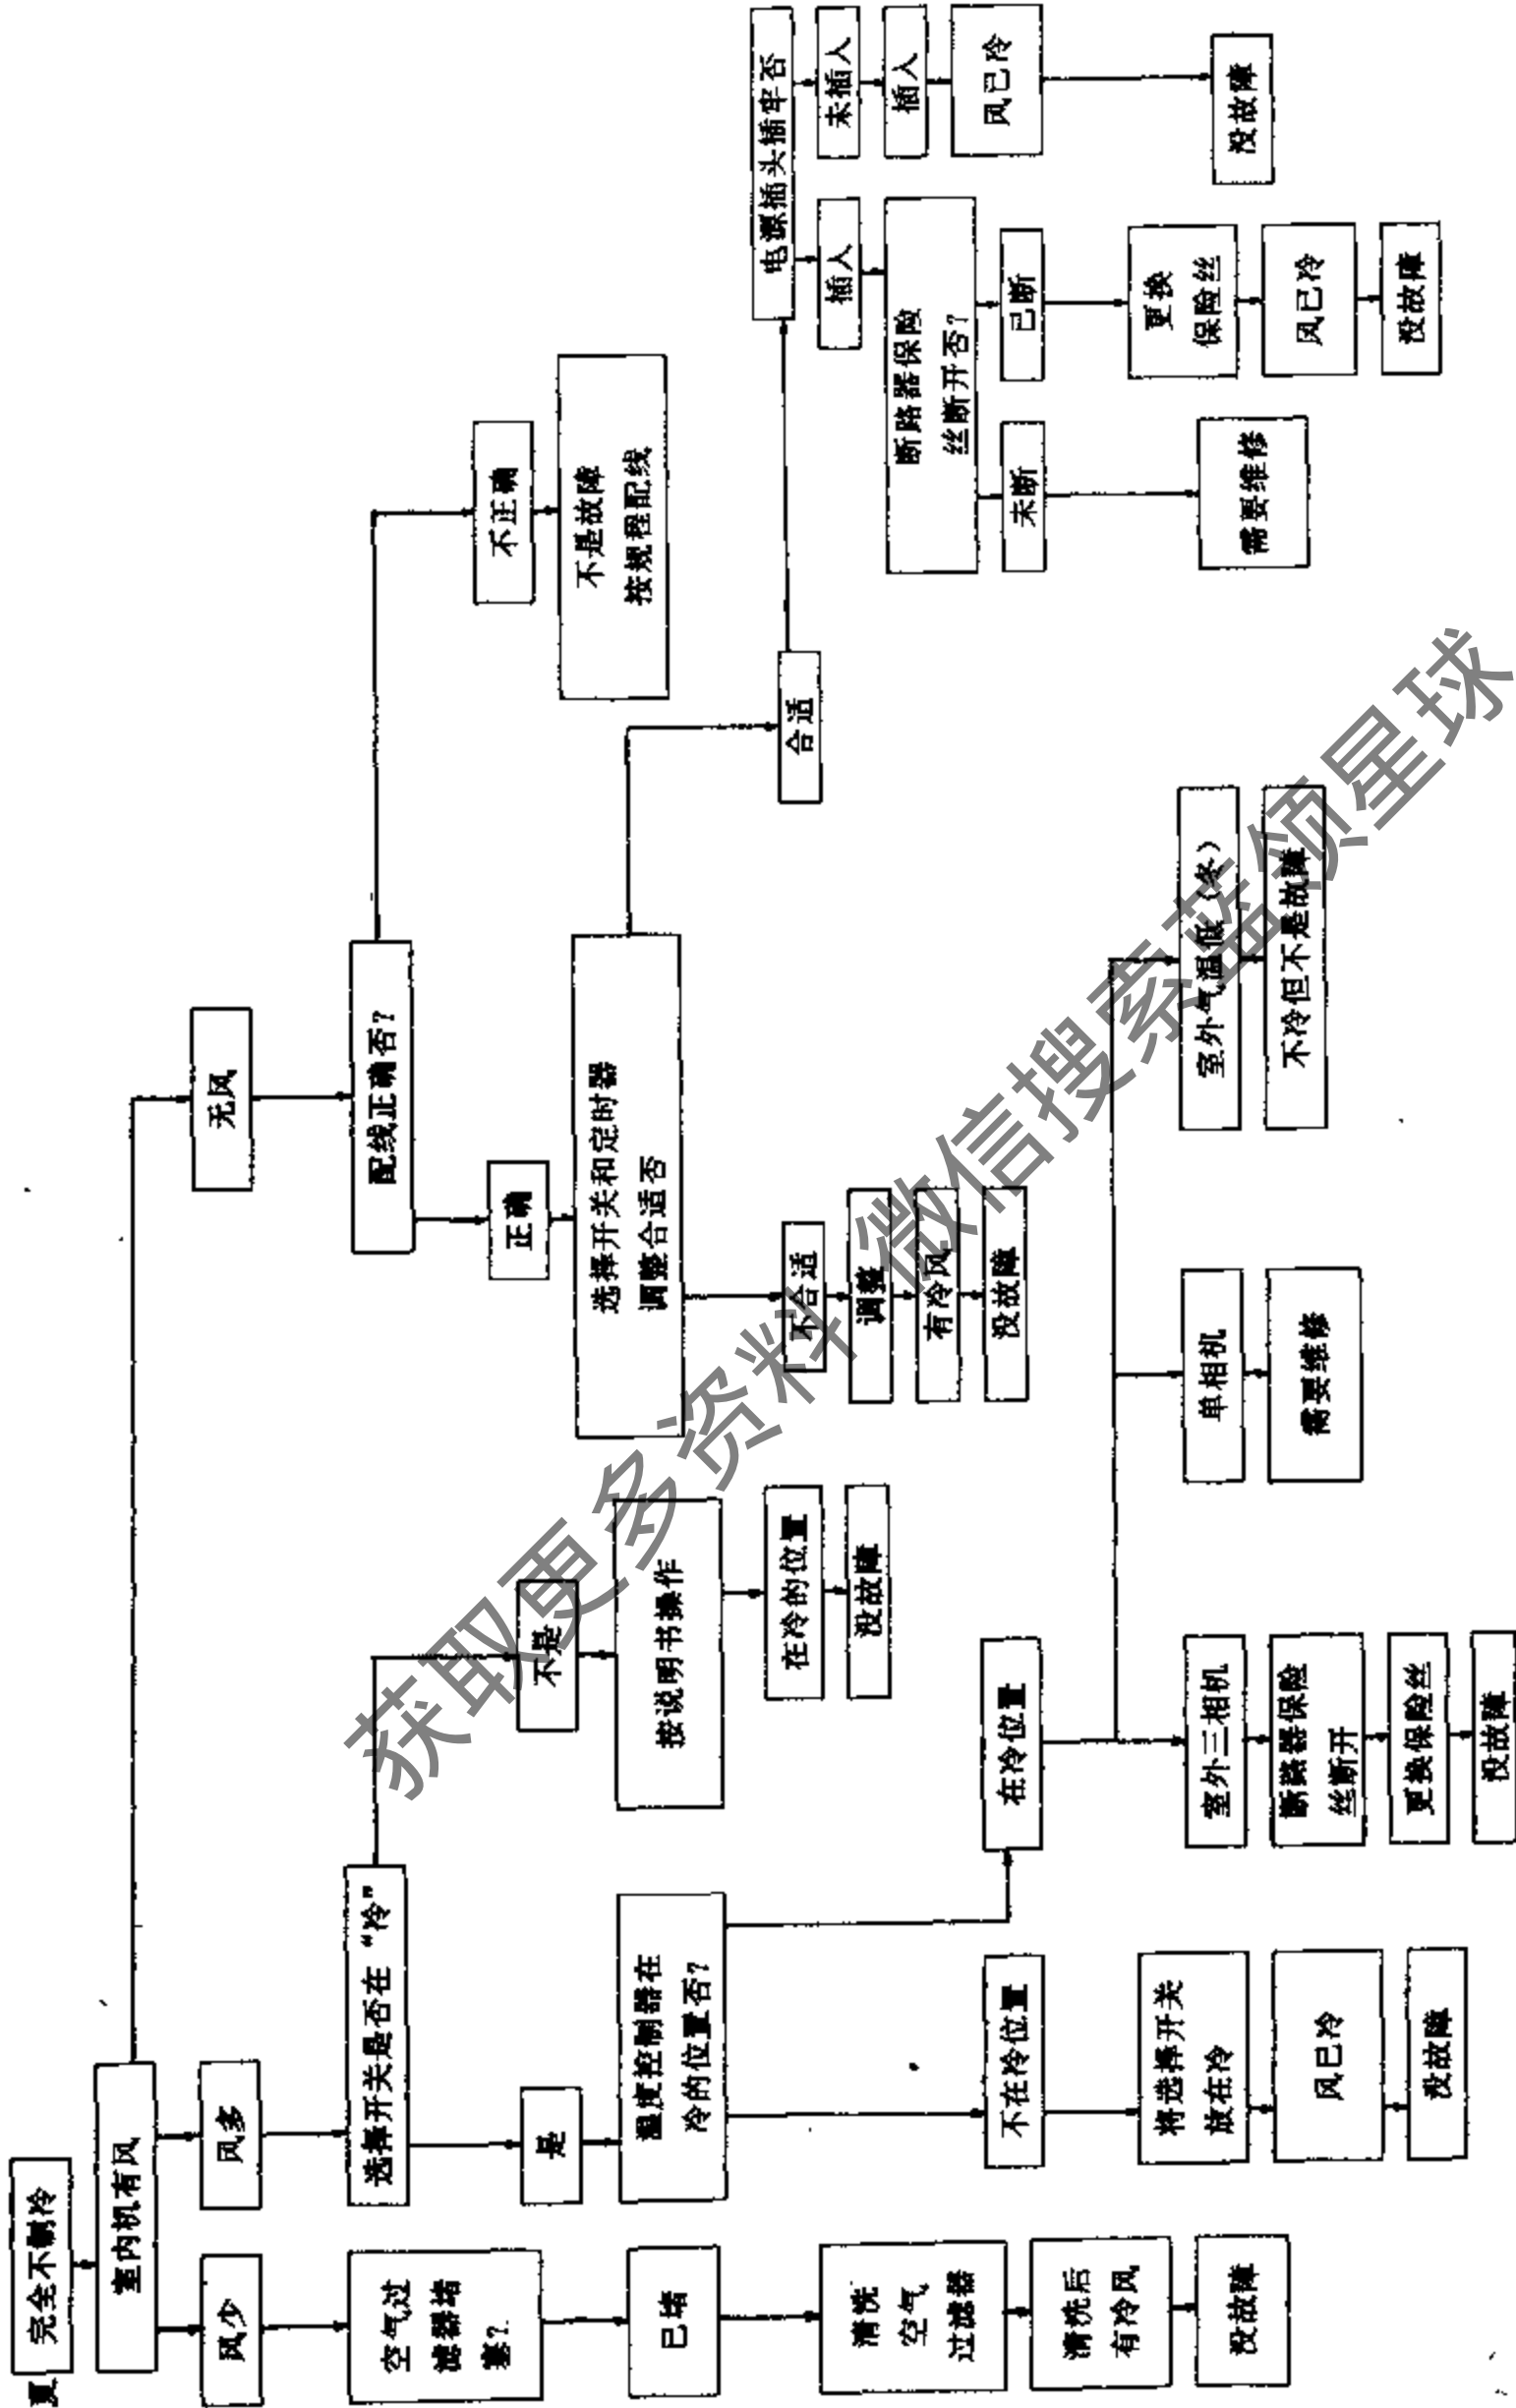 夏
完全不制冷
室内机有风
风少
风多
无风
空气过
滤器堵
塞?
已堵
清洗
空气
过滤器
清洗后
有冷风
没故障
选择开关是否在“冷”
是
不是
温度控制器在
冷的位置否?
按说明书操作
在冷的位置
没故障
不在冷位置
在冷位置
将选择开关
放在冷
风已冷
没故障
室外三相机
断路器保险
丝断开
更换保险丝
没故障
单相机
需要维修
室外气温低(冬)
不冷但不是故障
配线正确否?
正确
不正确
不是故障
按规程配线
选择开关和定时器
调整合适否
不合适
调整
有冷风
没故障
合适
电源插头插牢否
插入
未插入
插入
风已冷
没故障
断路器保险
丝断开否?
未断
已断
需要维修
更换
保险丝
风已冷
没故障
获取更多资料 微信搜索蓝领星球